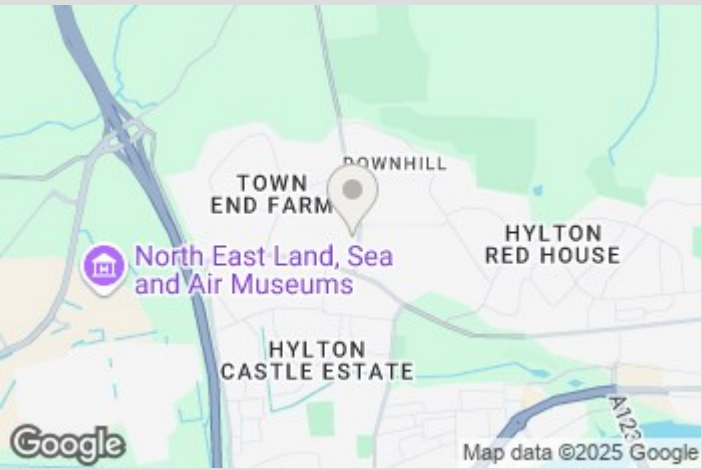 DOWNHILL
TOWN
END FARM
HYLTON
RED HOUSE
North East Land, Sea
and Air Museums
HYLTON
CASTLE ESTATE
A123
Google
Map data ©2025 Google